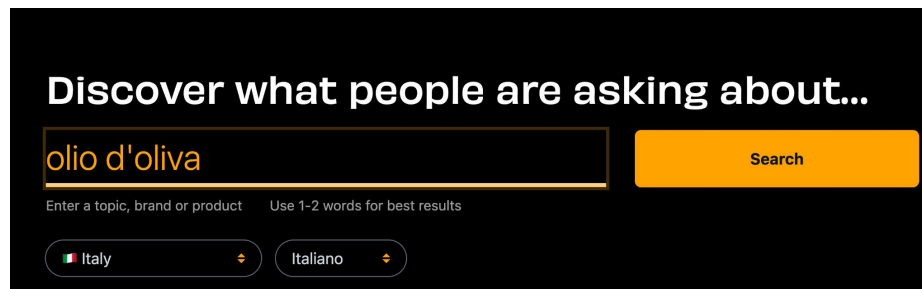 Discover what people are asking about...
olio d'oliva
Search
Enter a topic, brand or product Use 1-2 words for best results
Italy Italiano